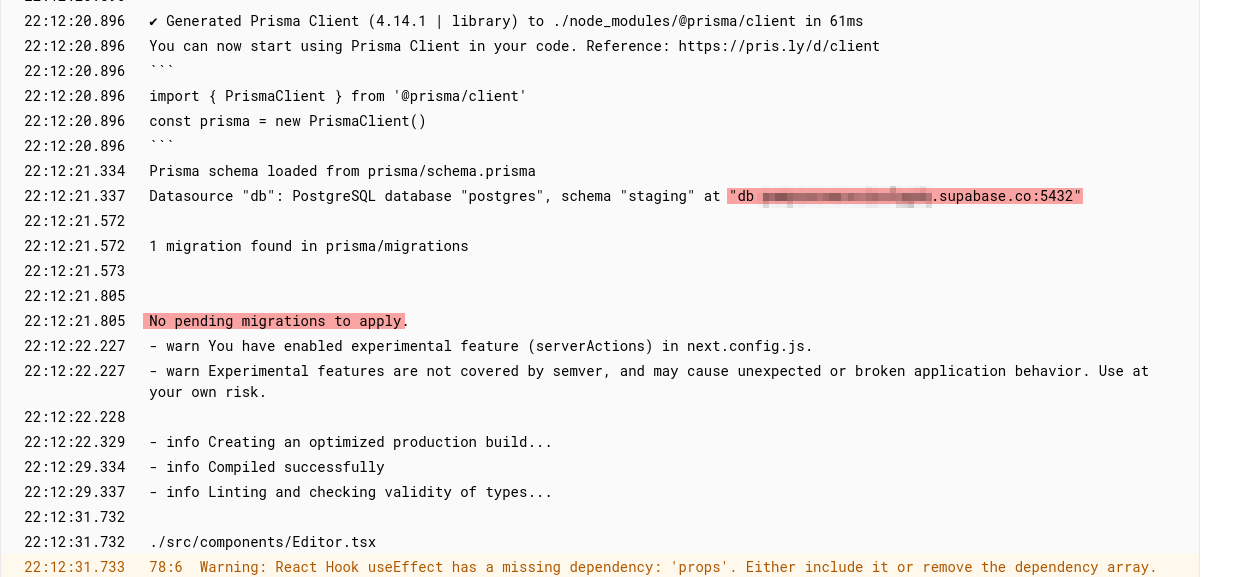 22:12:20.896 ✔ Generated Prisma Client (4.14.1 | library) to ./node_modules/@prisma/client in 61ms
22:12:20.896 You can now start using Prisma Client in your code. Reference: https://pris.ly/d/client
22:12:20.896 ```
22:12:20.896 import { PrismaClient } from '@prisma/client'
22:12:20.896 const prisma = new PrismaClient()
22:12:20.896 ```
22:12:21.334 Prisma schema loaded from prisma/schema.prisma
22:12:21.337 Datasource "db": PostgreSQL database "postgres", schema "staging" at "db .supabase.co:5432"
22:12:21.572
22:12:21.572 1 migration found in prisma/migrations
22:12:21.573
22:12:21.805
22:12:21.805 No pending migrations to apply.
22:12:22.227 - warn You have enabled experimental feature (serverActions) in next.config.js.
22:12:22.227 - warn Experimental features are not covered by semver, and may cause unexpected or broken application behavior. Use at
your own risk.
22:12:22.228
22:12:22.329 - info Creating an optimized production build...
22:12:29.334 - info Compiled successfully
22:12:29.337 - info Linting and checking validity of types...
22:12:31.732
22:12:31.732 ./src/components/Editor.tsx
22:12:31.733 78:6 Warning: React Hook useEffect has a missing dependency: 'props'. Either include it or remove the dependency array.